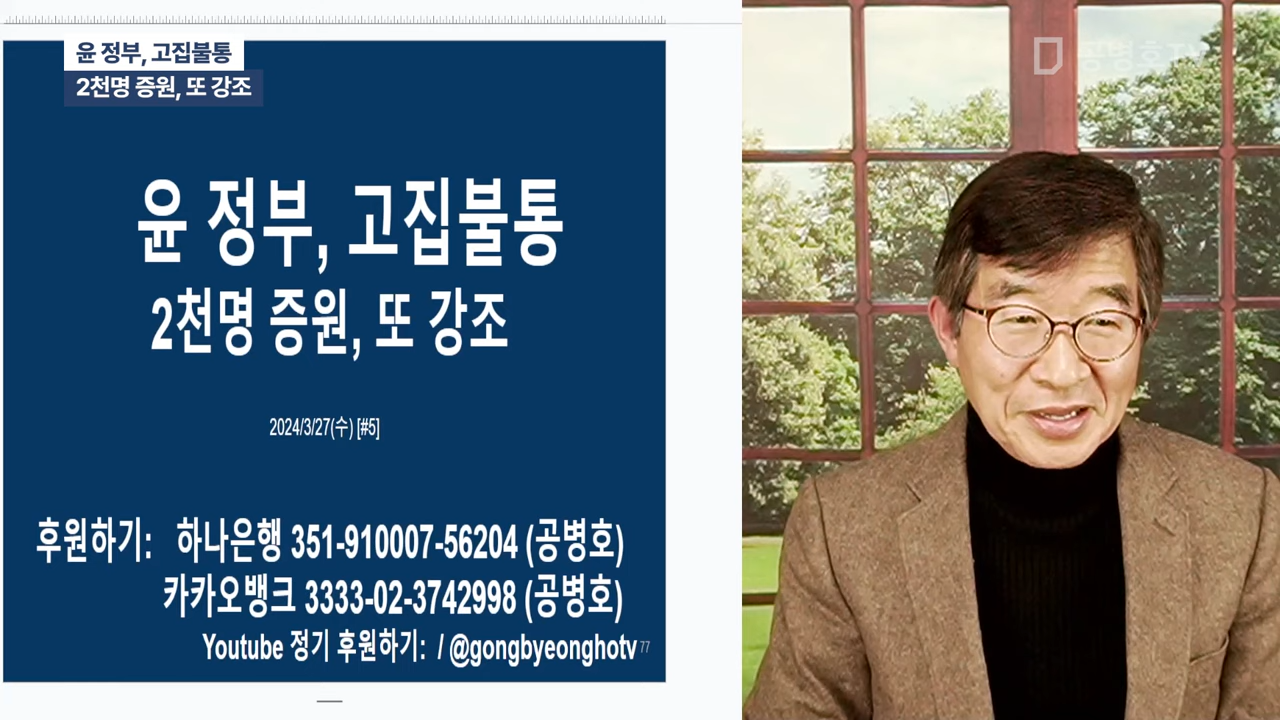 윤 정부, 고집불통
2천명 증원, 또 강조
공병호TV
윤 정부, 고집불통
2천명 증원, 또 강조
2024/3/27(수) [#5]
후원하기: 하나은행 351-910007-56204 (공병호)
카카오뱅크 3333-02-3742998 (공병호)
Youtube 정기 후원하기: / @gongbyeonghotv
77